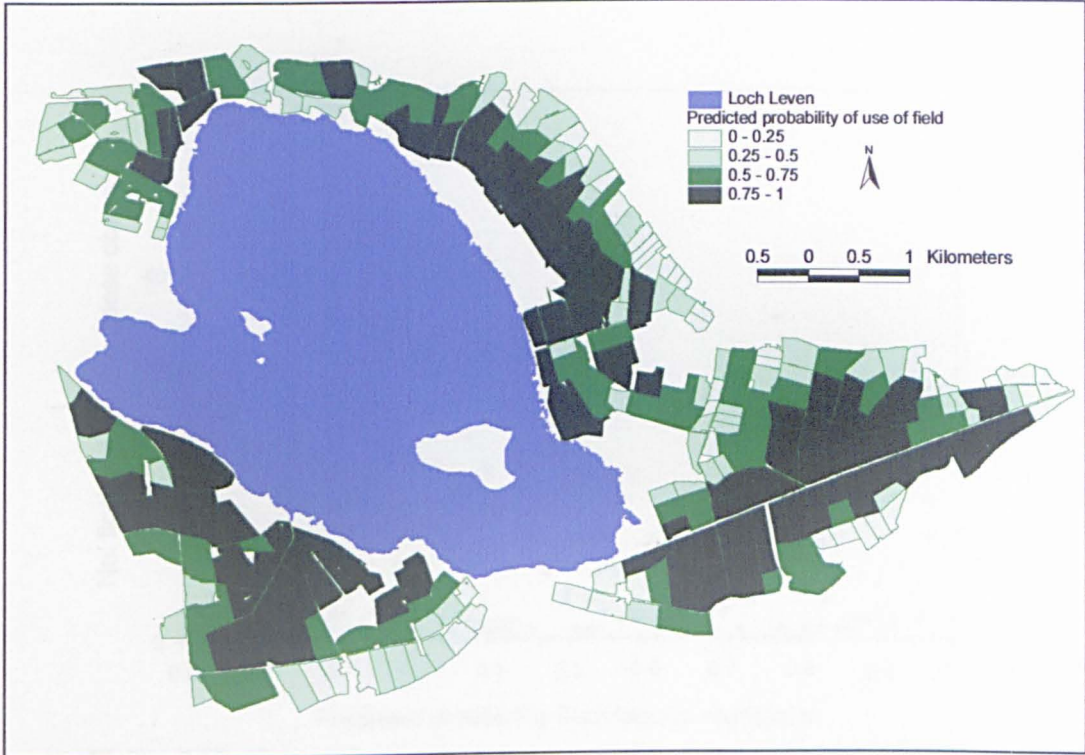 Loch Leven
Predicted probability of use of field
0 - 0.25
0.25 - 0.5
0.5 - 0.75
0.75 - 1
N
0.5 0 0.5 1 Kilometers